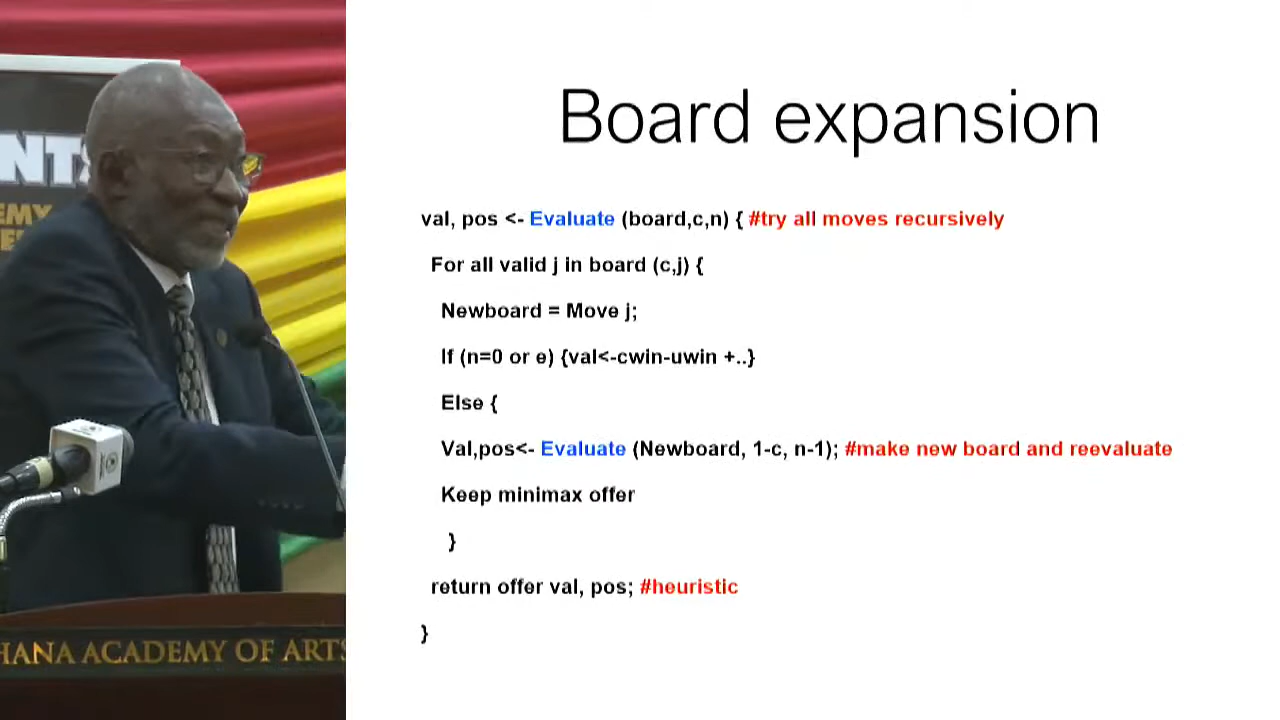 Board expansion
val, pos <- Evaluate (board,c,n) { #try all moves recursively
For all valid j in board (c,j) {
Newboard = Move j;
If (n=0 or e) {val<-cwin-uwin +..}
Else {
Val,pos<- Evaluate (Newboard, 1-c, n-1); #make new board and reevaluate
Keep minimax offer
}
return offer val, pos; #heuristic
}
ACADEMY OF ARTS